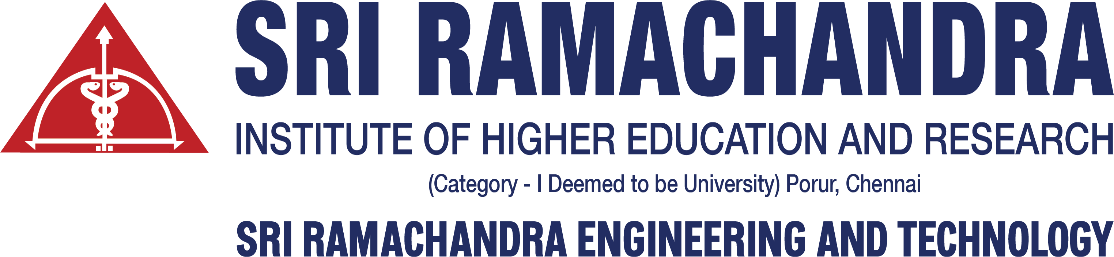 SRI RAMACHANDRA
INSTITUTE OF HIGHER EDUCATION AND RESEARCH
(Category - I Deemed to be University) Porur, Chennai
SRI RAMACHANDRA ENGINEERING AND TECHNOLOGY